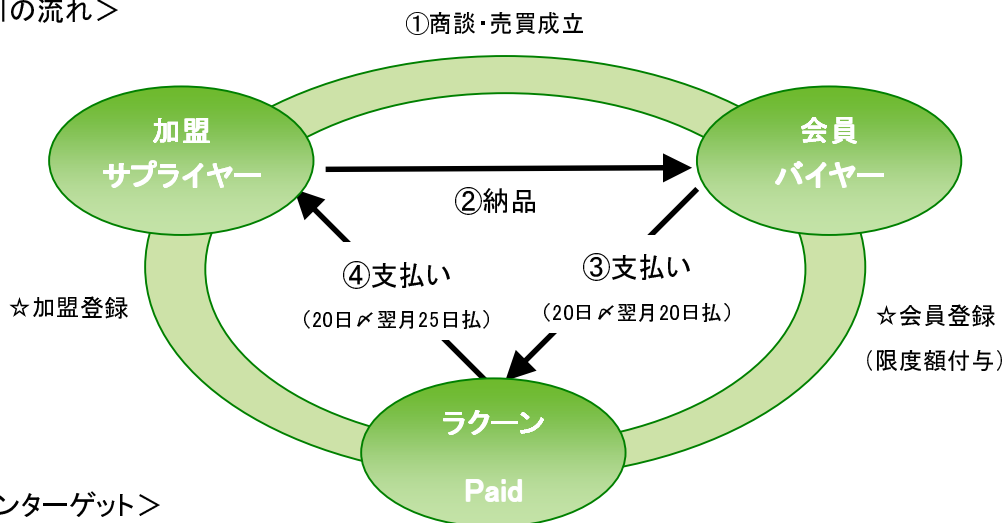 の流れ＞
①商談・売買成立
加盟
サプライヤー
会員
バイヤー
②納品
④支払い
（20日〆翌月25日払）
③支払い
（20日〆翌月20日払）
☆加盟登録
☆会員登録
（限度額付与）
ラクーン
Paid
ンターゲット＞